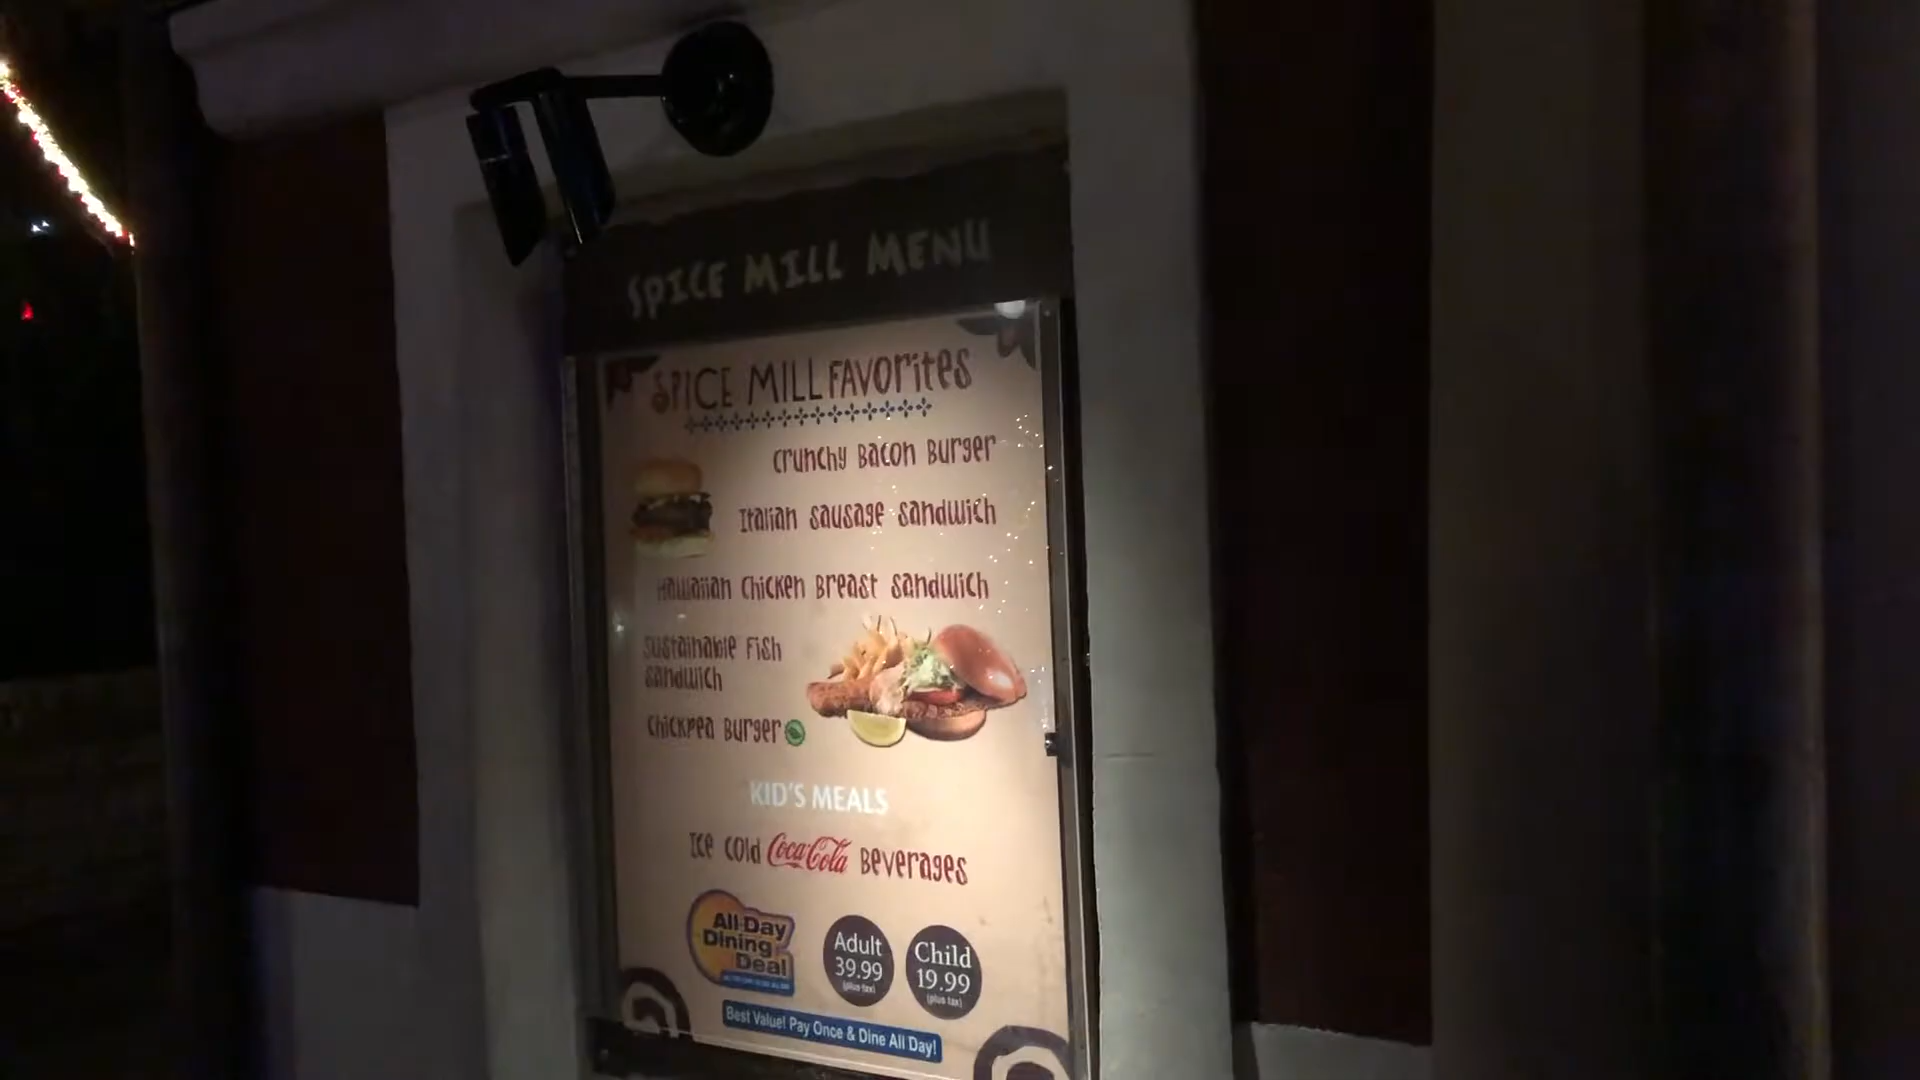 SPICE MILL MENU
SPICE MILL FAVORITES
Crunchy Bacon Burger
Italian Sausage Sandwich
Hawaiian Chicken Breast Sandwich
Sustainable Fish
Sandwich
Chickpea Burger
KID'S MEALS
Ice Cold Coca-Cola Beverages
All-Day
Dining
Deal
Adult
39.99
(plus tax)
Child
19.99
(plus tax)
Best Value! Pay Once & Dine All Day!